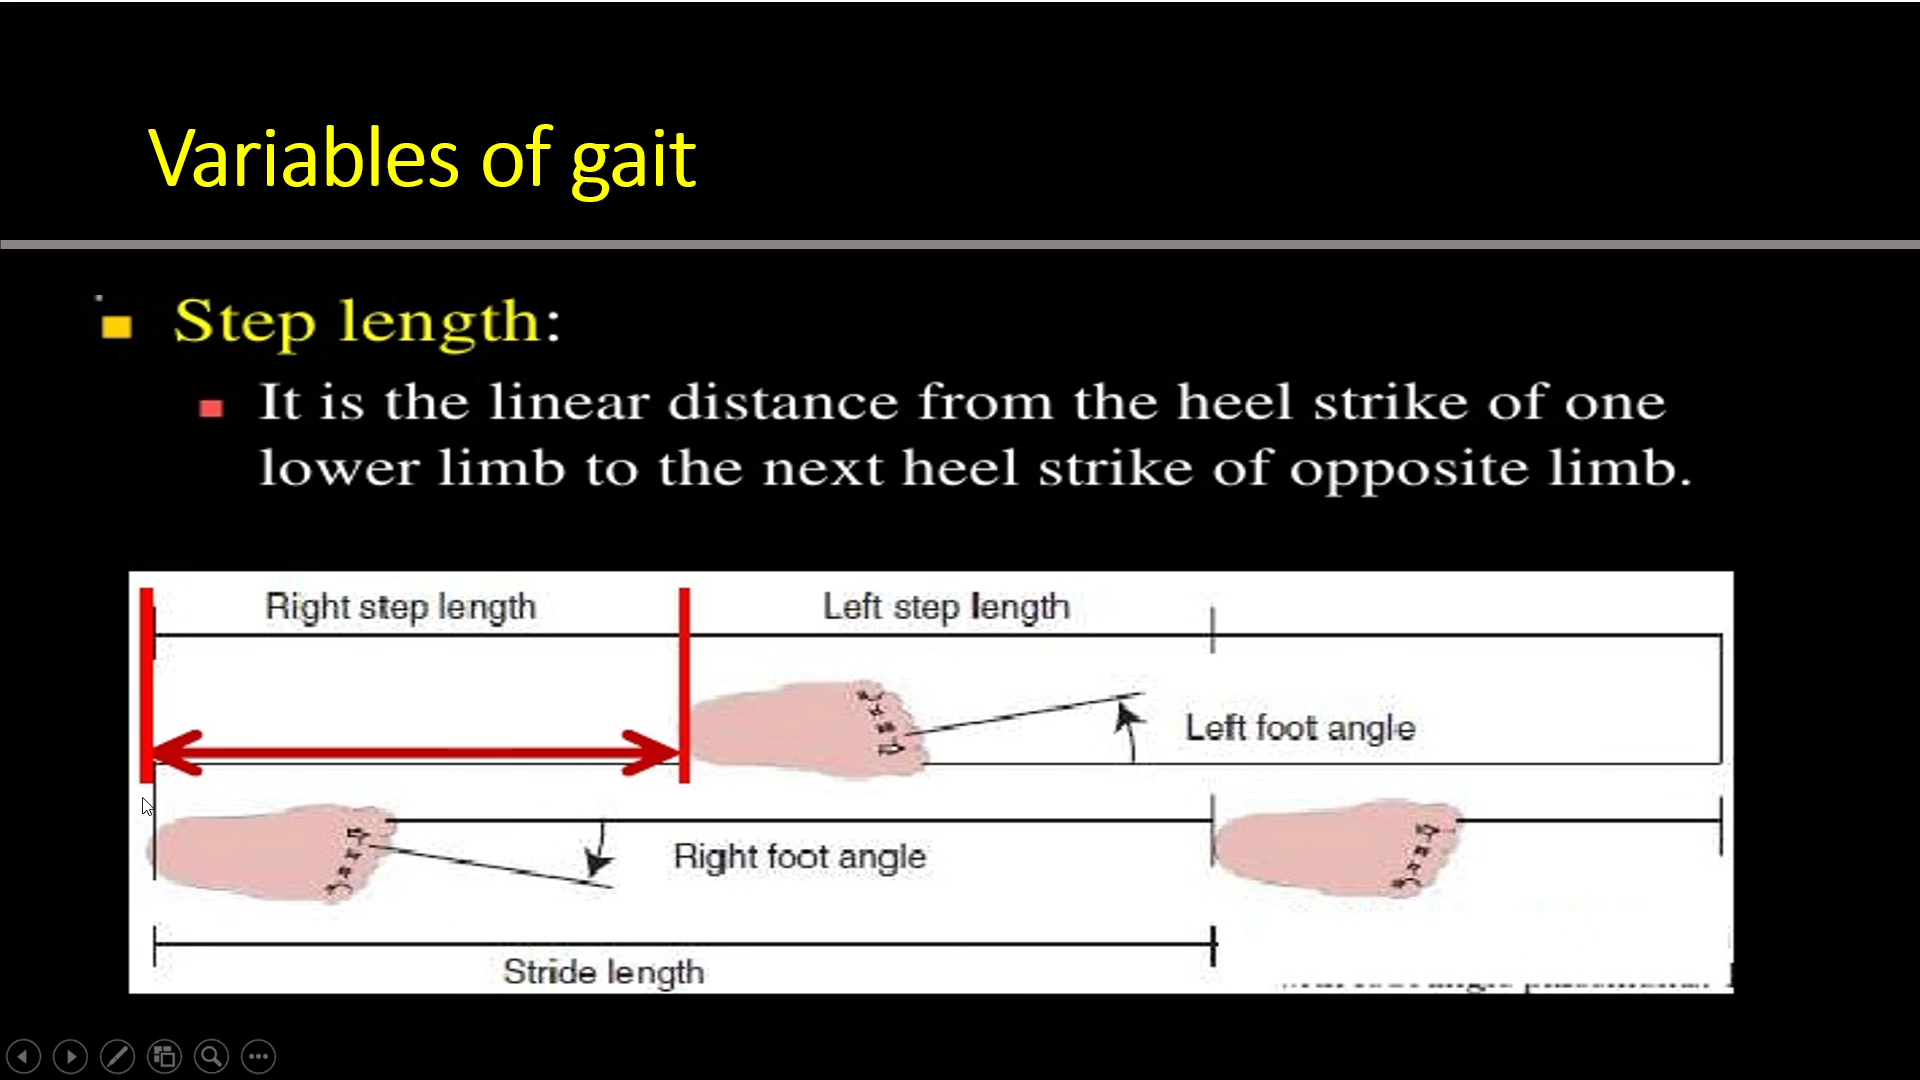 Variables of gait
Step length:
It is the linear distance from the heel strike of one
lower limb to the next heel strike of opposite limb.
Right step length
Left step length
Left foot angle
Right foot angle
Stride length